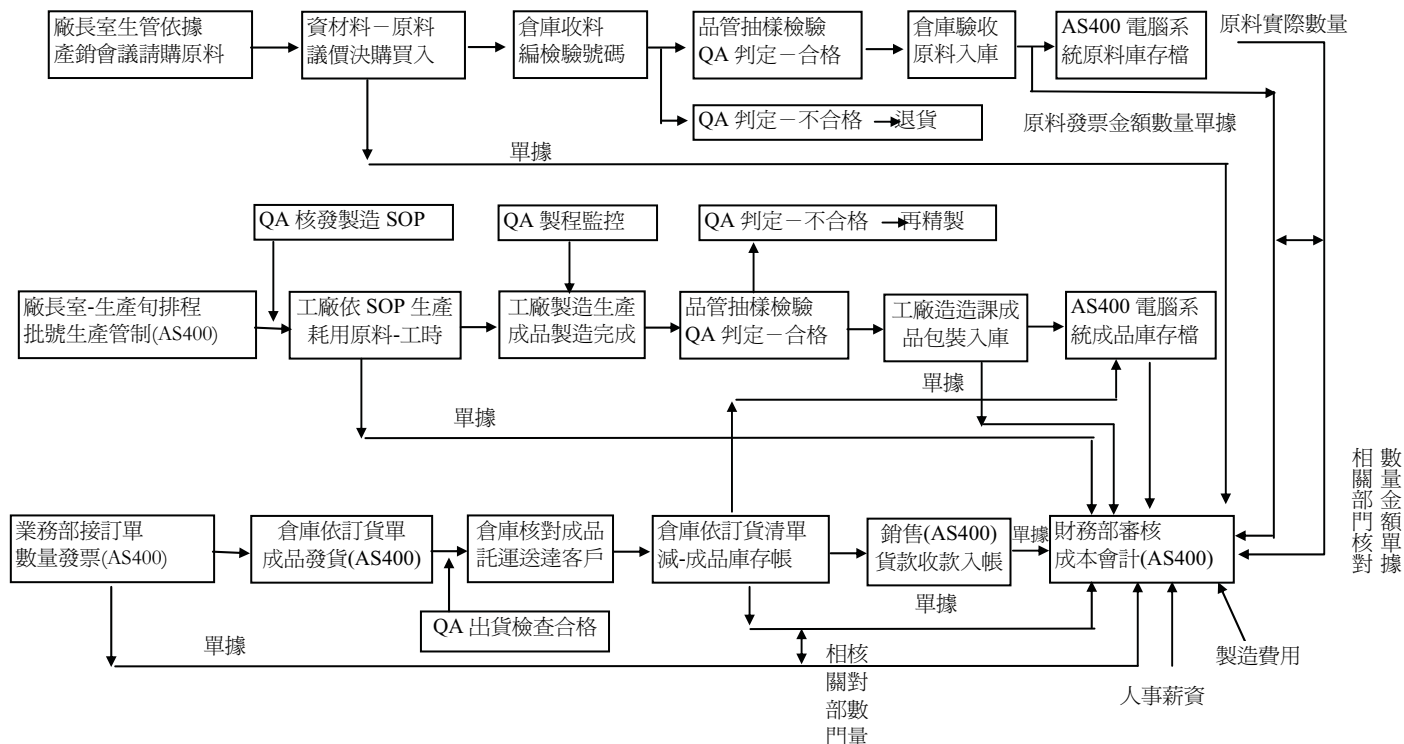 廠長室生管依據
產銷會議請購原料
資材料－原料
議價決購買入
倉庫收料
編檢驗號碼
品管抽樣檢驗
QA 判定－合格
倉庫驗收
原料入庫
AS400 電腦系
統原料庫存檔
原料實際數量
QA 判定－不合格
退貨
原料發票金額數量單據
單據
QA 核發製造 SOP
QA 製程監控
QA 判定－不合格
再精製
廠長室-生產旬排程
批號生產管制(AS400)
工廠依 SOP 生產
耗用原料-工時
工廠製造生產
成品製造完成
品管抽樣檢驗
QA 判定－合格
工廠造造課成
品包裝入庫
AS400 電腦系
統成品庫存檔
單據
單據
數量金額單據
相關部門核對
業務部接訂單
數量發票(AS400)
倉庫依訂貨單
成品發貨(AS400)
倉庫核對成品
託運送達客戶
倉庫依訂貨清單
減-成品庫存帳
銷售(AS400)
貨款收款入帳
單據
財務部審核
成本會計(AS400)
QA 出貨檢查合格
單據
單據
核對數量
相關部門
製造費用
人事薪資